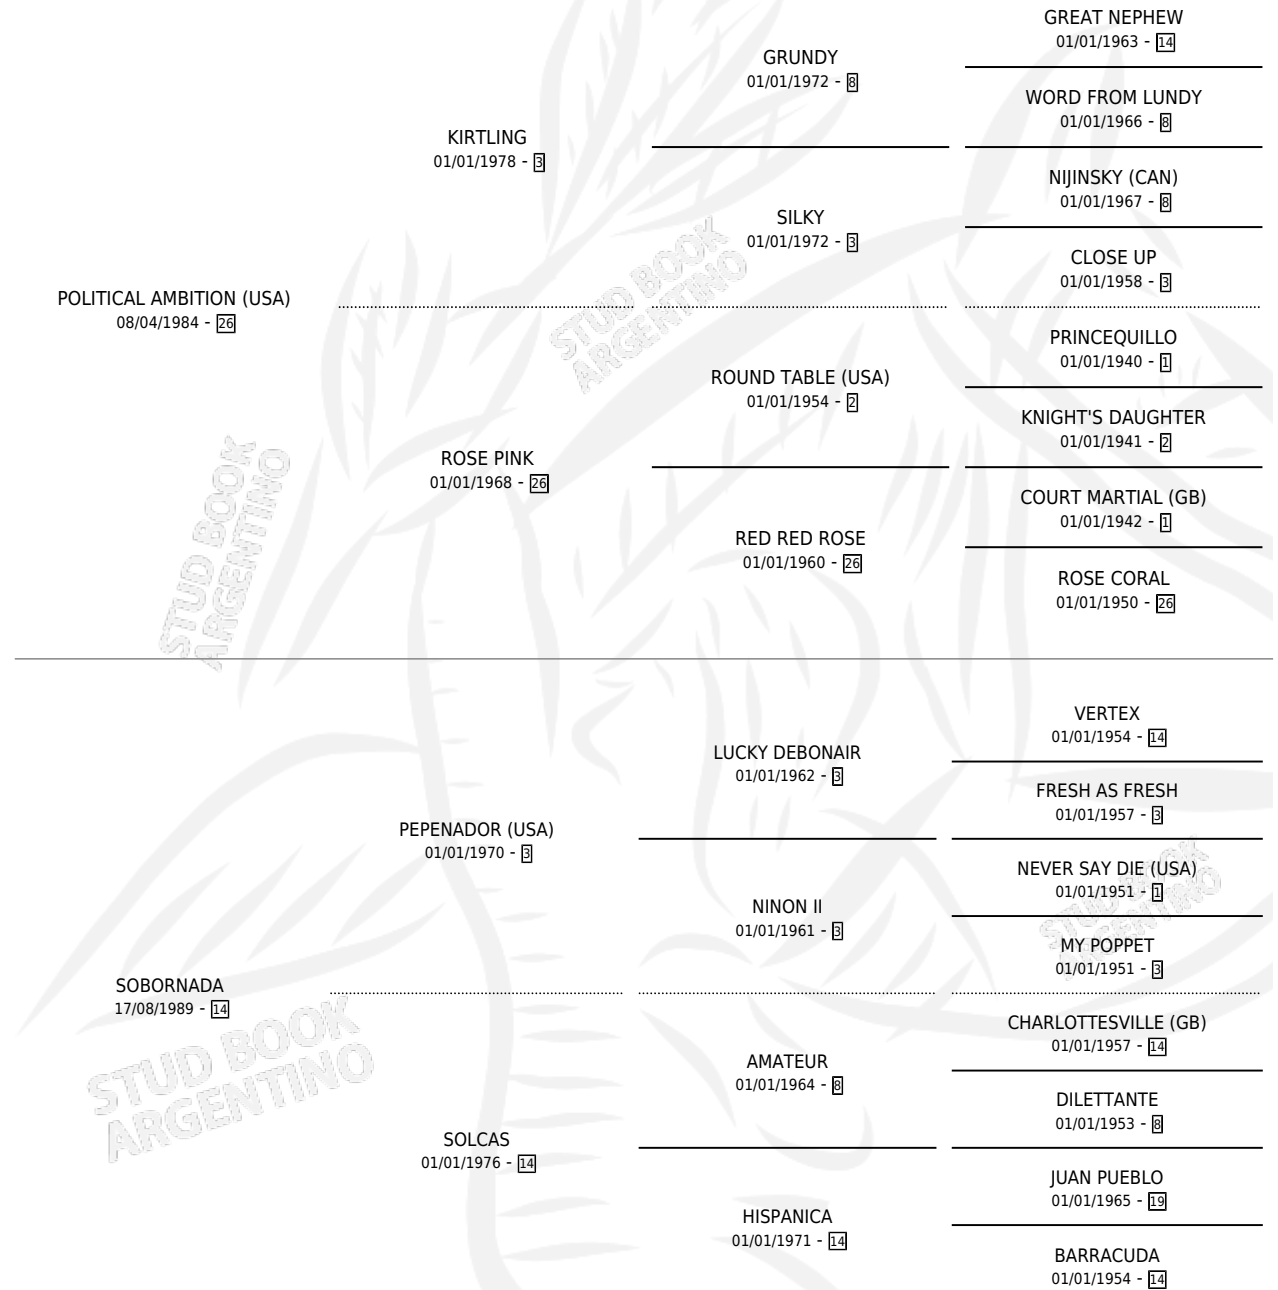 GREAT NEPHEW
01/01/1963 - 14
GRUNDY
01/01/1972 - 8
WORD FROM LUNDY
01/01/1966 - 8
KIRTLING
01/01/1978 - 3
NIJINSKY (CAN)
01/01/1967 - 8
SILKY
01/01/1972 - 3
CLOSE UP
01/01/1958 - 3
POLITICAL AMBITION (USA)
08/04/1984 - 26
PRINCEQUILLO
01/01/1940 - 1
ROUND TABLE (USA)
01/01/1954 - 2
KNIGHT'S DAUGHTER
01/01/1941 - 2
ROSE PINK
01/01/1968 - 26
COURT MARTIAL (GB)
01/01/1942 - 1
RED RED ROSE
01/01/1960 - 26
ROSE CORAL
01/01/1950 - 26
VERTEX
01/01/1954 - 14
LUCKY DEBONAIR
01/01/1962 - 3
FRESH AS FRESH
01/01/1957 - 3
PEPENADOR (USA)
01/01/1970 - 3
NEVER SAY DIE (USA)
01/01/1951 - 1
NINON II
01/01/1961 - 3
MY POPPET
01/01/1951 - 3
SOBORNADA
17/08/1989 - 14
CHARLOTTESVILLE (GB)
01/01/1957 - 14
AMATEUR
01/01/1964 - 8
DILETTANTE
01/01/1953 - 8
SOLCAS
01/01/1976 - 14
JUAN PUEBLO
01/01/1965 - 19
HISPANICA
01/01/1971 - 14
BARRACUDA
01/01/1954 - 14
STUD BOOK
ARGENTINO
STUD BOOK
ARGENTINO
STUD BOOK
ARGENTINO
STUD BOOK
ARGENTINO